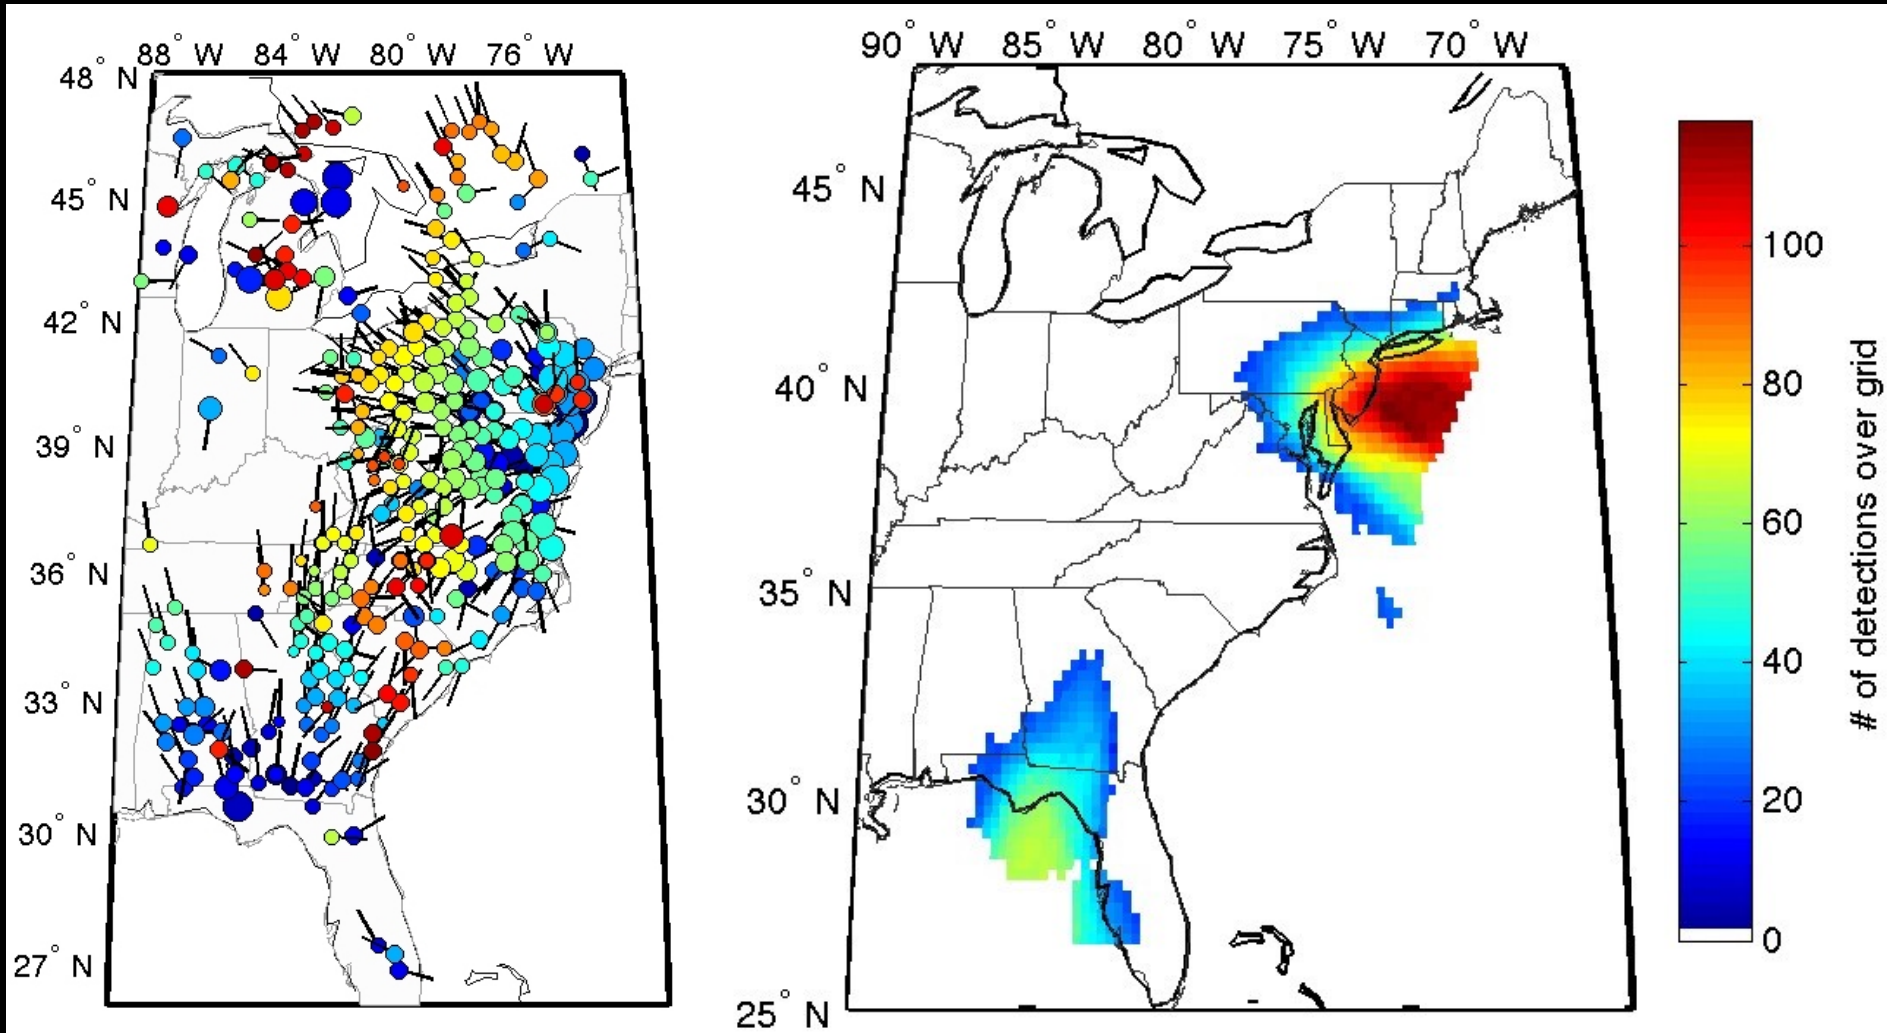 88° W 84° W 80° W 76° W
48° N
45° N
42° N
39° N
36° N
33° N
30° N
27° N
90° W 85° W 80° W 75° W 70° W
45° N
40° N
35° N
30° N
25° N
100
80
60
40
20
0
# of detections over grid